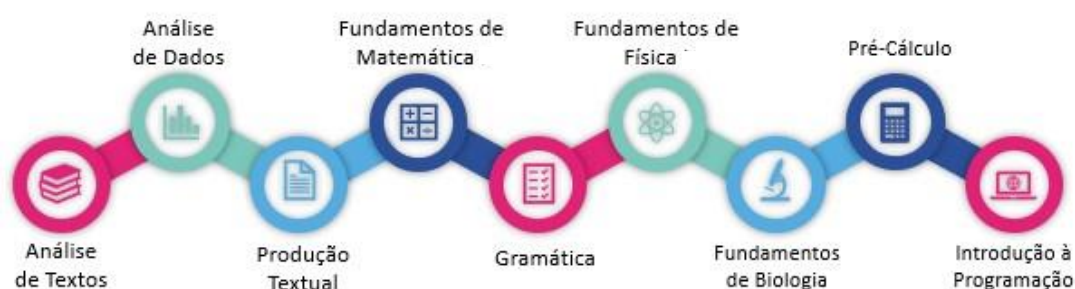 Análise
de Dados
Fundamentos de
Matemática
Fundamentos de
Física
Pré-Cálculo
Análise
de Textos
Produção
Textual
Gramática
Fundamentos
de Biologia
Introdução à
Programação